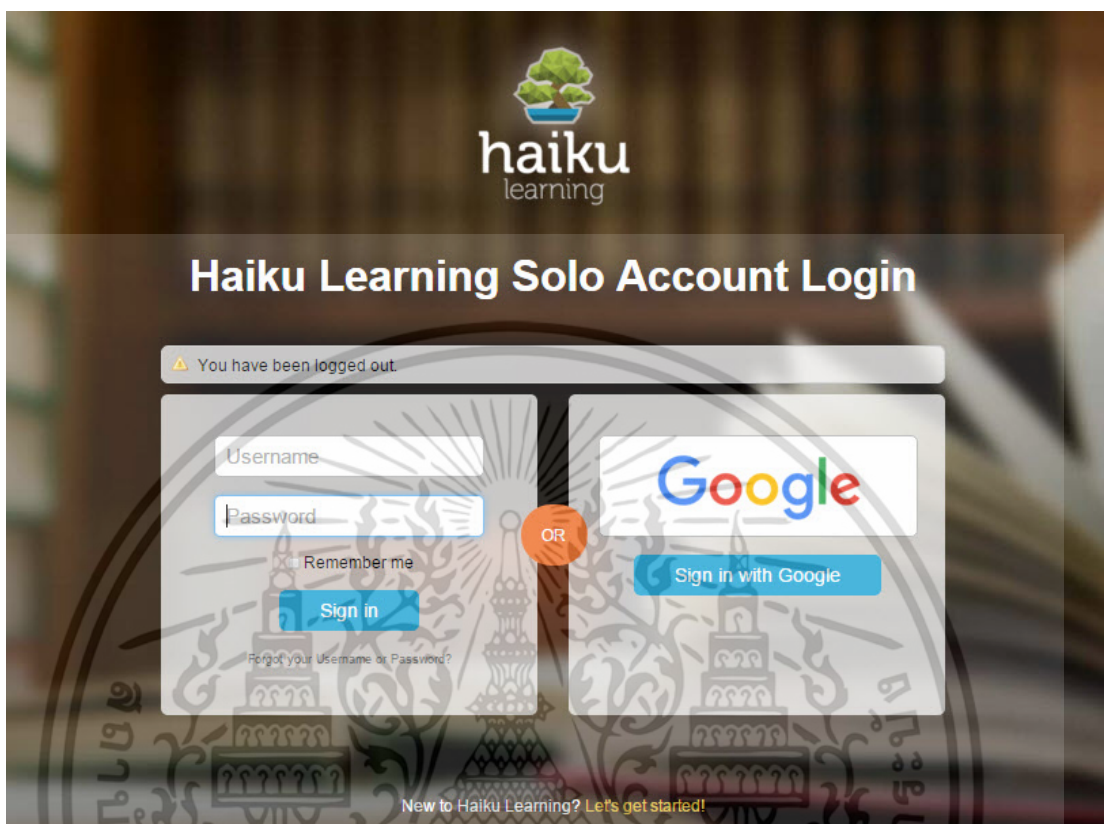 haiku
learning
Haiku Learning Solo Account Login
You have been logged out.
Username
Password
Remember me
Sign in
Forgot your Username or Password?
OR
Google
Sign in with Google
New to Haiku Learning? Let's get started!